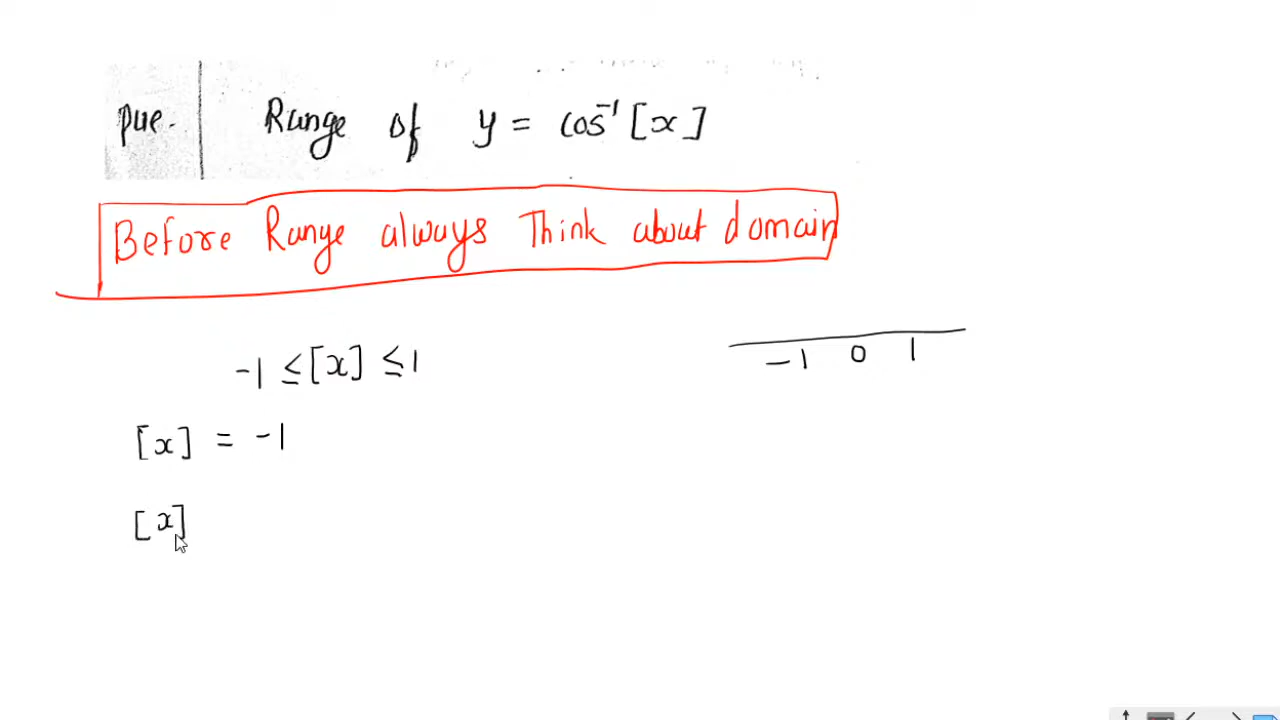 Que. Range of y = cos⁻¹ [x]
Before Range always Think about domain
-1 ≤ [x] ≤ 1
-1 0 1
[x] = -1
[x]